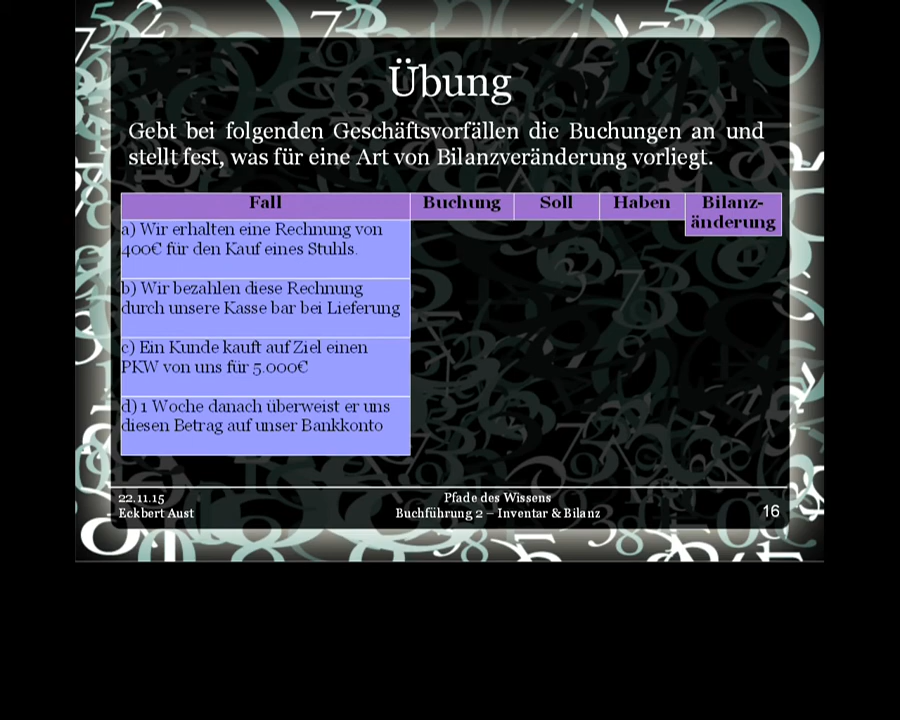 Übung
Gebt bei folgenden Geschäftsvorfällen die Buchungen an und
stellt fest, was für eine Art von Bilanzveränderung vorliegt.
Fall Buchung Soll Haben Bilanz-
änderung
a) Wir erhalten eine Rechnung von
400€ für den Kauf eines Stuhls.
b) Wir bezahlen diese Rechnung
durch unsere Kasse bar bei Lieferung
c) Ein Kunde kauft auf Ziel einen
PKW von uns für 5.000€
d) 1 Woche danach überweist er uns
diesen Betrag auf unser Bankkonto
22.11.15
Eckbert Aust
Pfade des Wissens
Buchführung 2 – Inventar & Bilanz
16